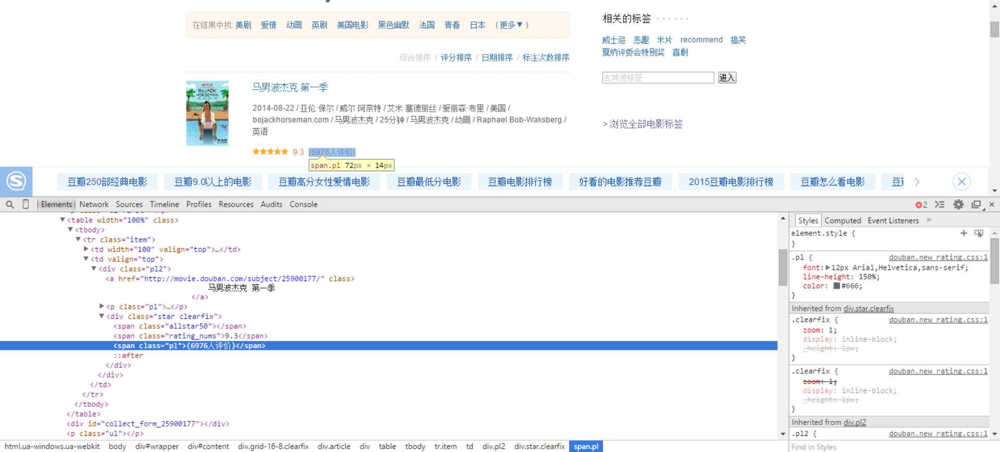 在结果中找: 美剧 爱情 动画 英剧 美国电影 黑色幽默 法国 青春 日本 (更多▼)
综合排序 / 评分排序 / 日期排序 / 标注次数排序
NETFLIX
BOJACK
HORSEMAN
22 AUG
马男波杰克 第一季
2014-08-22 / 亚伦·保尔 / 威尔·阿奈特 / 艾米·塞德丽丝 / 爱丽森·布里 / 美国 /
bojackhorseman.com / 马男波杰克 / 25分钟 / 马男波杰克 / 动画 / Raphael Bob-Waksberg /
英语
★★★★★ 9.3 (6976人评价)
span.pl 72px × 14px
相关的标签 · · · · · ·
威士忌 恶趣 米片 recommend 搞笑
戛纳评委会特别奖 喜劇
去其他标签 进入
> 浏览全部电影标签
S 豆瓣250部经典电影 豆瓣9.0以上的电影 豆瓣高分女性爱情电影 豆瓣最低分电影 豆瓣电影排行榜 好看的电影推荐豆瓣 2015豆瓣电影排行榜 豆瓣怎么看电影
Elements Network Sources Timeline Profiles Resources Audits Console 2
<table width="100%" class>
<tbody>
<tr class="item">
<td width="100" valign="top">…</td>
<td valign="top">
<div class="pl2">
<a href="http://movie.douban.com/subject/25900177/" class>
马男波杰克 第一季
</a>
<p class="pl">…</p>
<div class="star clearfix">
<span class="allstar50"></span>
<span class="rating_nums">9.3</span>
<span class="pl">(6976人评价)</span>
::after
</div>
</div>
</td>
</tr>
</tbody>
</table>
<div id="collect_form_25900177"></div>
<p class="ul"></p>
html.ua-windows.ua-webkit body div#wrapper div#content div.grid-16-8.clearfix div.article div table tbody tr.item td div.pl2 div.star.clearfix span.pl
Styles Computed Event Listeners »
element.style {
}
.pl { douban.new_rating.css:1
font:▶12px Arial,Helvetica,sans-serif;
line-height: 150%;
color: #666;
}
Inherited from div.star.clearfix
.clearfix { douban.new_rating.css:1
zoom: 1;
display: inline-block;
_height: 1px;
}
.clearfix { douban.new_rating.css:1
zoom: 1;
display: inline-block;
_height: 1px;
}
Inherited from div.pl2
.pl2 { douban.new_rating.css:1
Find in Styles